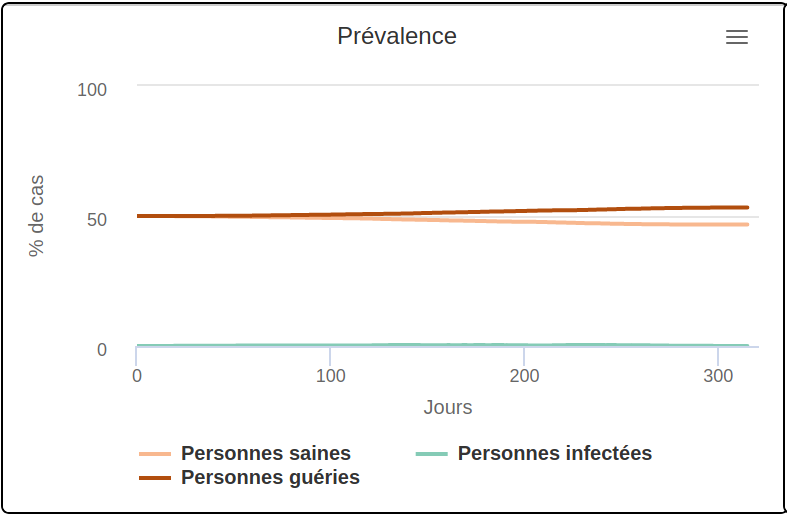 Prévalence
100
50
0
% de cas
0 100 200 300
Jours
Personnes saines Personnes infectées
Personnes guéries